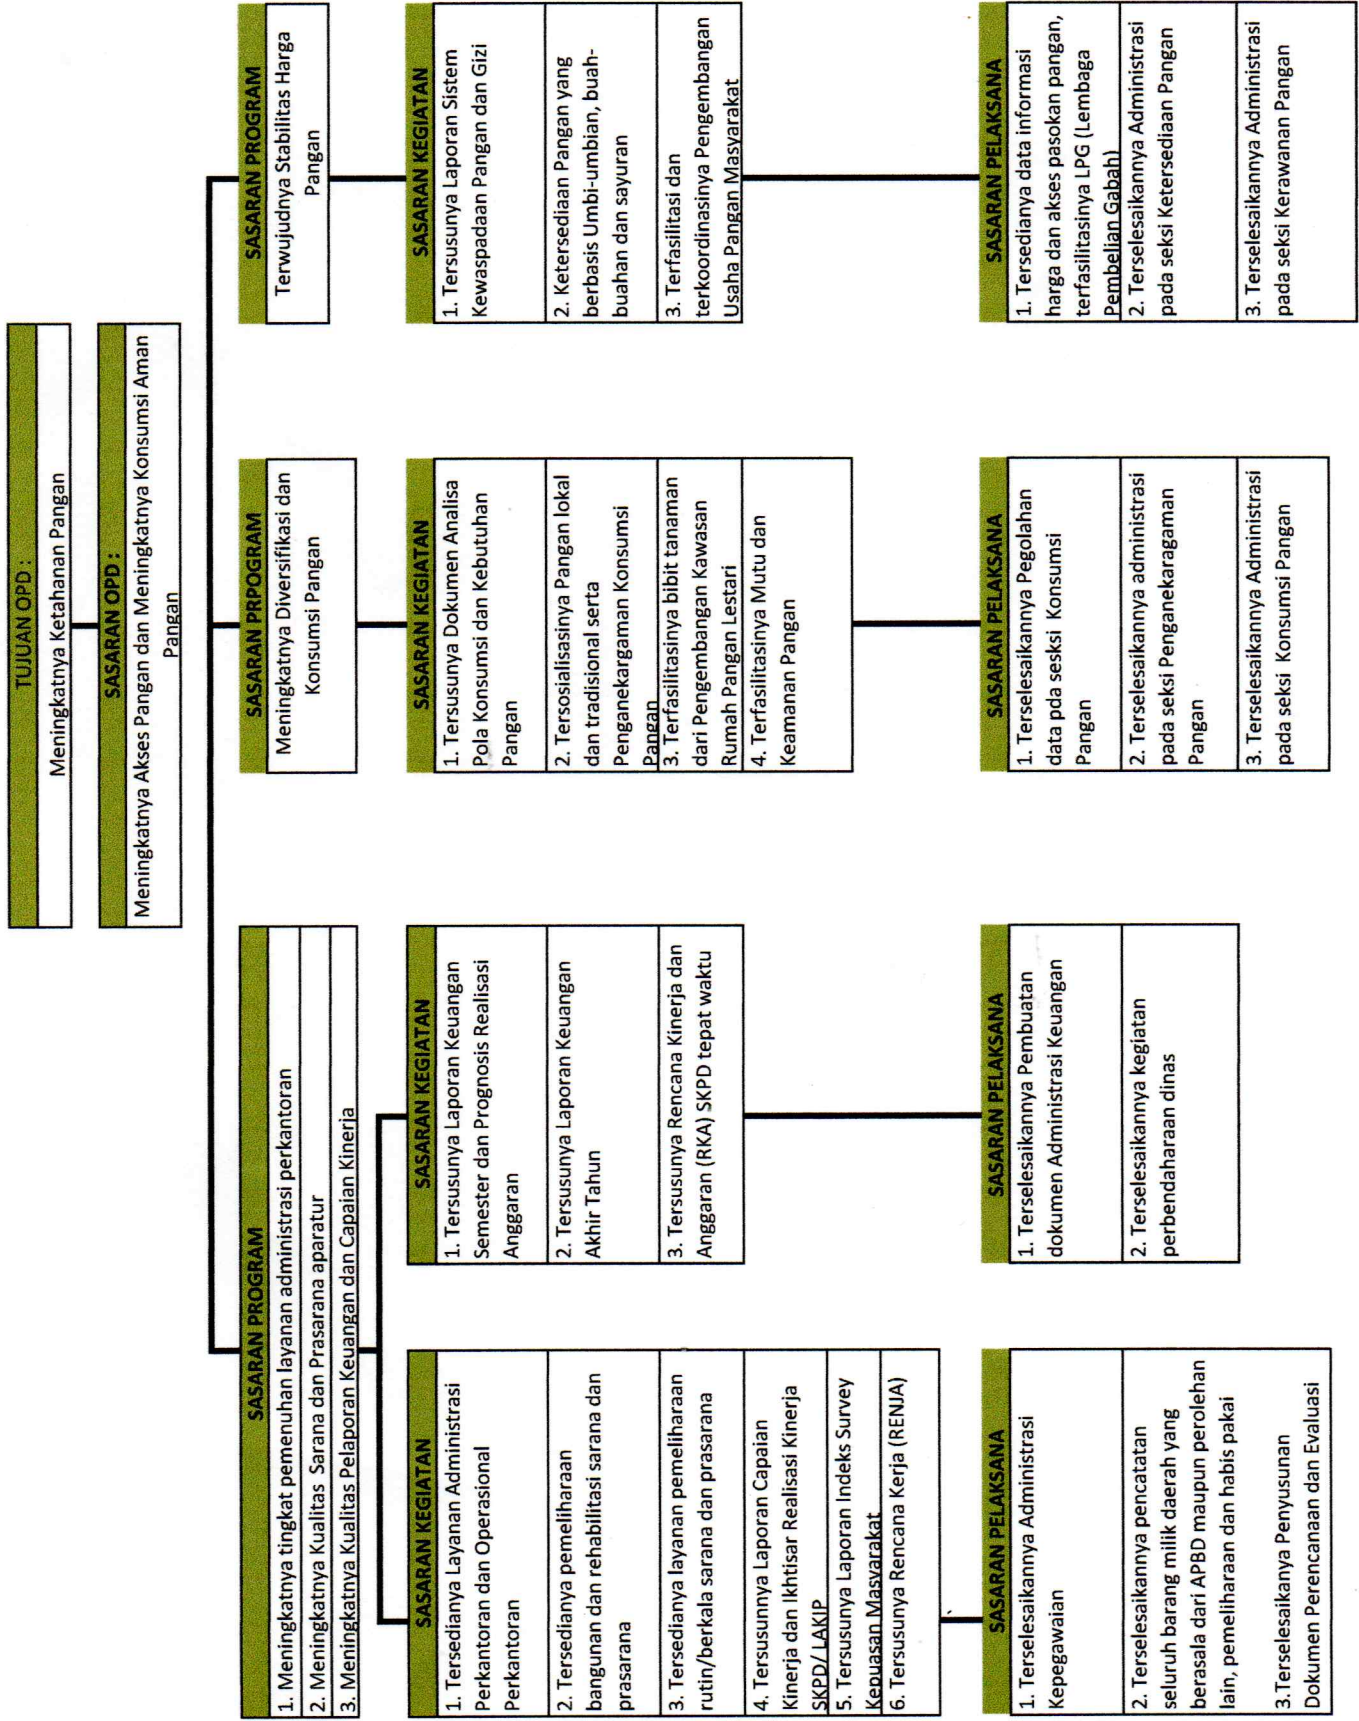 TUJUAN OPD :
Meningkatnya Ketahanan Pangan
SASARAN OPD :
Meningkatnya Akses Pangan dan Meningkatnya Konsumsi Aman
Pangan
SASARAN PROGRAM
1. Meningkatnya tingkat pemenuhan layanan administrasi perkantoran
2. Meningkatnya Kualitas Sarana dan Prasarana aparatur
3. Meningkatnya Kualitas Pelaporan Keuangan dan Capaian Kinerja
SASARAN PRPOGRAM
Meningkatnya Diversifikasi dan
Konsumsi Pangan
SASARAN PROGRAM
Terwujudnya Stabilitas Harga
Pangan
SASARAN KEGIATAN
1. Tersedianya Layanan Administrasi
Perkantoran dan Operasional
Perkantoran
2. Tersedianya pemeliharaan
bangunan dan rehabilitasi sarana dan
prasarana
3. Tersedianya layanan pemeliharaan
rutin/berkala sarana dan prasarana
4. Tersusunnya Laporan Capaian
Kinerja dan Ikhtisar Realisasi Kinerja
SKPD/ LAKIP
5. Tersusunya Laporan Indeks Survey
Kepuasan Masyarakat
6. Tersusunya Rencana Kerja (RENJA)
SASARAN KEGIATAN
1. Tersusunya Laporan Keuangan
Semester dan Prognosis Realisasi
Anggaran
2. Tersusunya Laporan Keuangan
Akhir Tahun
3. Tersusunya Rencana Kinerja dan
Anggaran (RKA) SKPD tepat waktu
SASARAN KEGIATAN
1. Tersusunya Dokumen Analisa
Pola Konsumsi dan Kebutuhan
Pangan
2. Tersosialisasinya Pangan lokal
dan tradisional serta
Penganekargaman Konsumsi
Pangan
3. Terfasilitasinya bibit tanaman
dari Pengembangan Kawasan
Rumah Pangan Lestari
4. Terfasilitasinya Mutu dan
Keamanan Pangan
SASARAN KEGIATAN
1. Tersusunya Laporan Sistem
Kewaspadaan Pangan dan Gizi
2. Ketersediaan Pangan yang
berbasis Umbi-umbian, buah-
buahan dan sayuran
3. Terfasilitasi dan
terkoordinasinya Pengembangan
Usaha Pangan Masyarakat
SASARAN PELAKSANA
1. Terselesaikannya Administrasi
Kepegawaian
2. Terselesaikannya pencatatan
seluruh barang milik daerah yang
berasala dari APBD maupun perolehan
lain, pemeliharaan dan habis pakai
3.Terselesaikanya Penyusunan
Dokumen Perencanaan dan Evaluasi
SASARAN PELAKSANA
1. Terselesaikannya Pembuatan
dokumen Administrasi Keuangan
2. Terselesaikannya kegiatan
perbendaharaan dinas
SASARAN PELAKSANA
1. Terselesaikannya Pegolahan
data pda sesksi Konsumsi
Pangan
2. Terselesaikannya administrasi
pada seksi Penganekaragaman
Pangan
3. Terselesaikannya Administrasi
pada seksi Konsumsi Pangan
SASARAN PELAKSANA
1. Tersedianya data informasi
harga dan akses pasokan pangan,
terfasilitasinya LPG (Lembaga
Pembelian Gabah)
2. Terselesaikannya Administrasi
pada seksi Ketersediaan Pangan
3. Terselesaikannya Administrasi
pada seksi Kerawanan Pangan